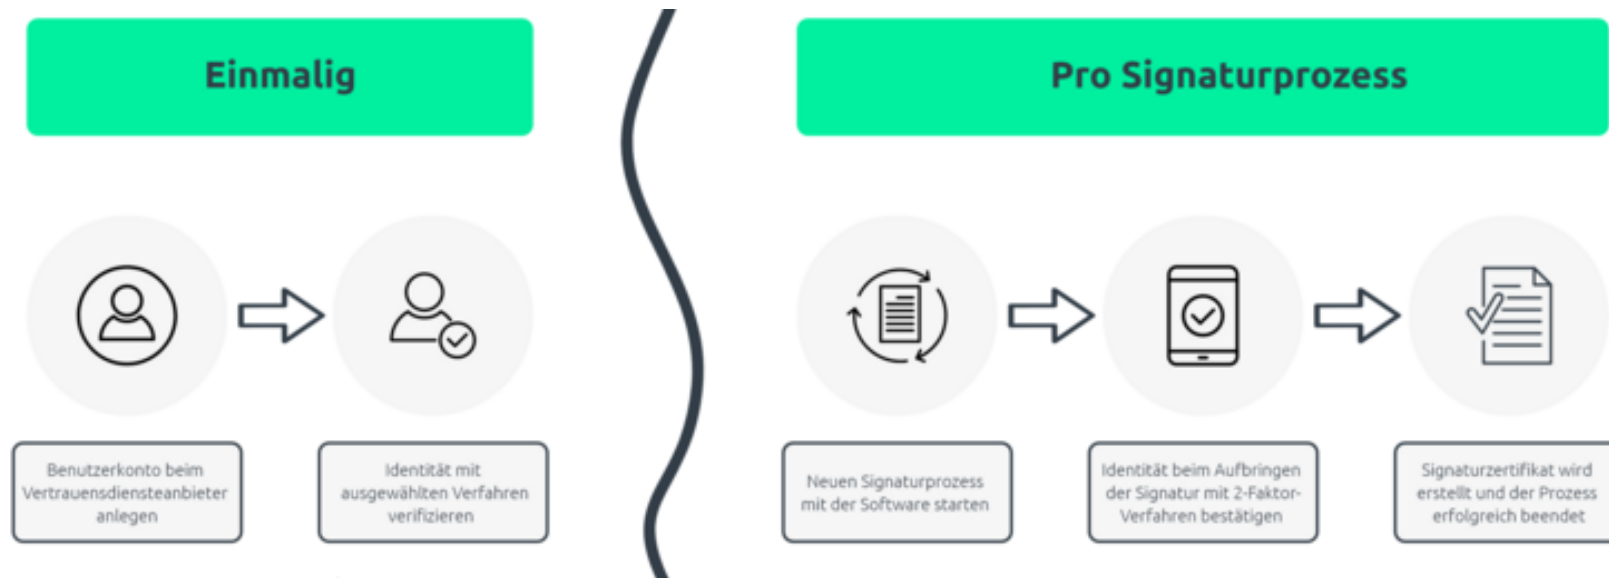 Einmalig
Pro Signaturprozess
Benutzerkonto beim
Vertrauensdiensteanbieter
anlegen
Identität mit
ausgewählten Verfahren
verifizieren
Neuen Signaturprozess
mit der Software starten
Identität beim Aufbringen
der Signatur mit 2-Faktor-
Verfahren bestätigen
Signaturzertifikat wird
erstellt und der Prozess
erfolgreich beendet